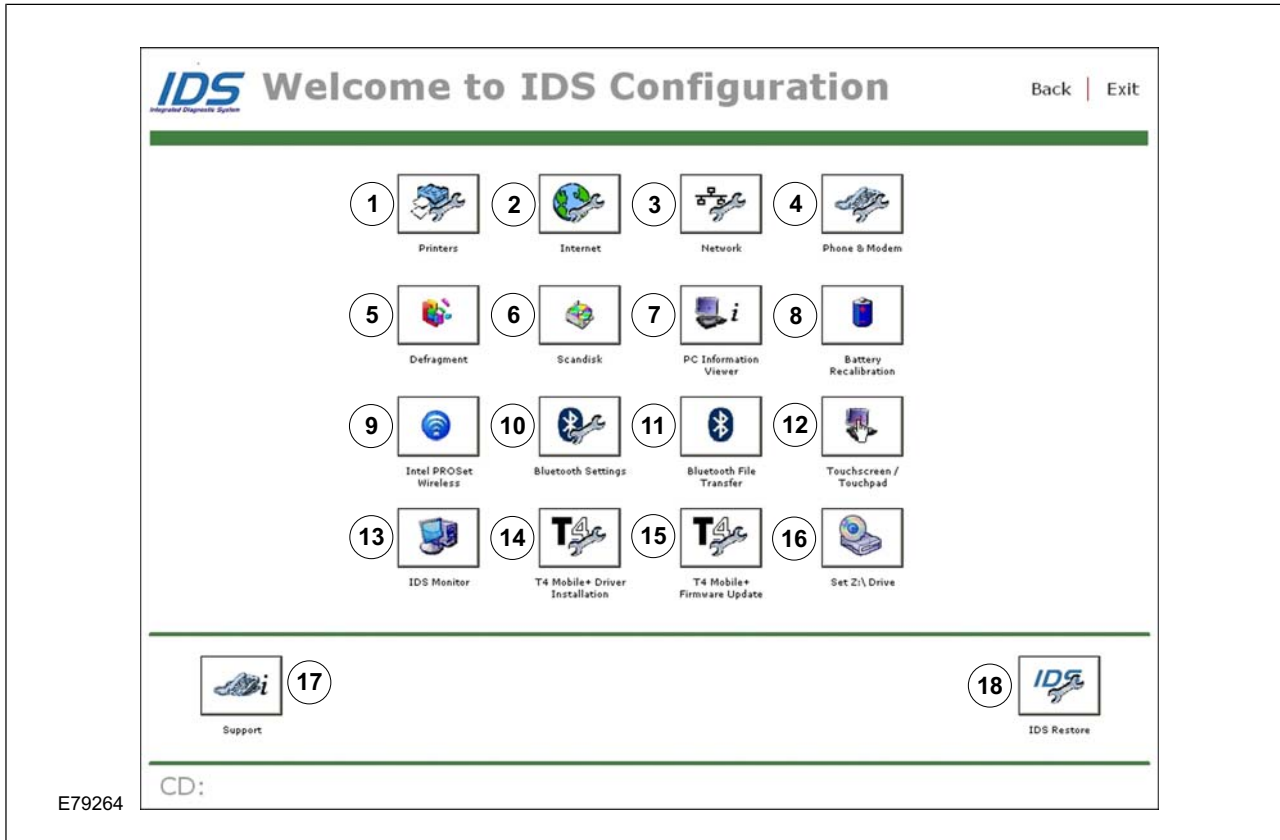 IDS
Integrated Diagnostic System
Welcome to IDS Configuration
Back | Exit
1
2
3
4
Printers
Internet
Network
Phone & Modem
5
6
7
i
8
Defragment
Scandisk
PC Information
Viewer
Battery
Recalibration
9
10
11
12
Intel PROSet
Wireless
Bluetooth Settings
Bluetooth File
Transfer
Touchscreen /
Touchpad
13
14
T4
15
T4
16
IDS Monitor
T4 Mobile+ Driver
Installation
T4 Mobile+
Firmware Update
Set Z:\ Drive
i
17
18
IDS
Support
IDS Restore
CD:
E79264